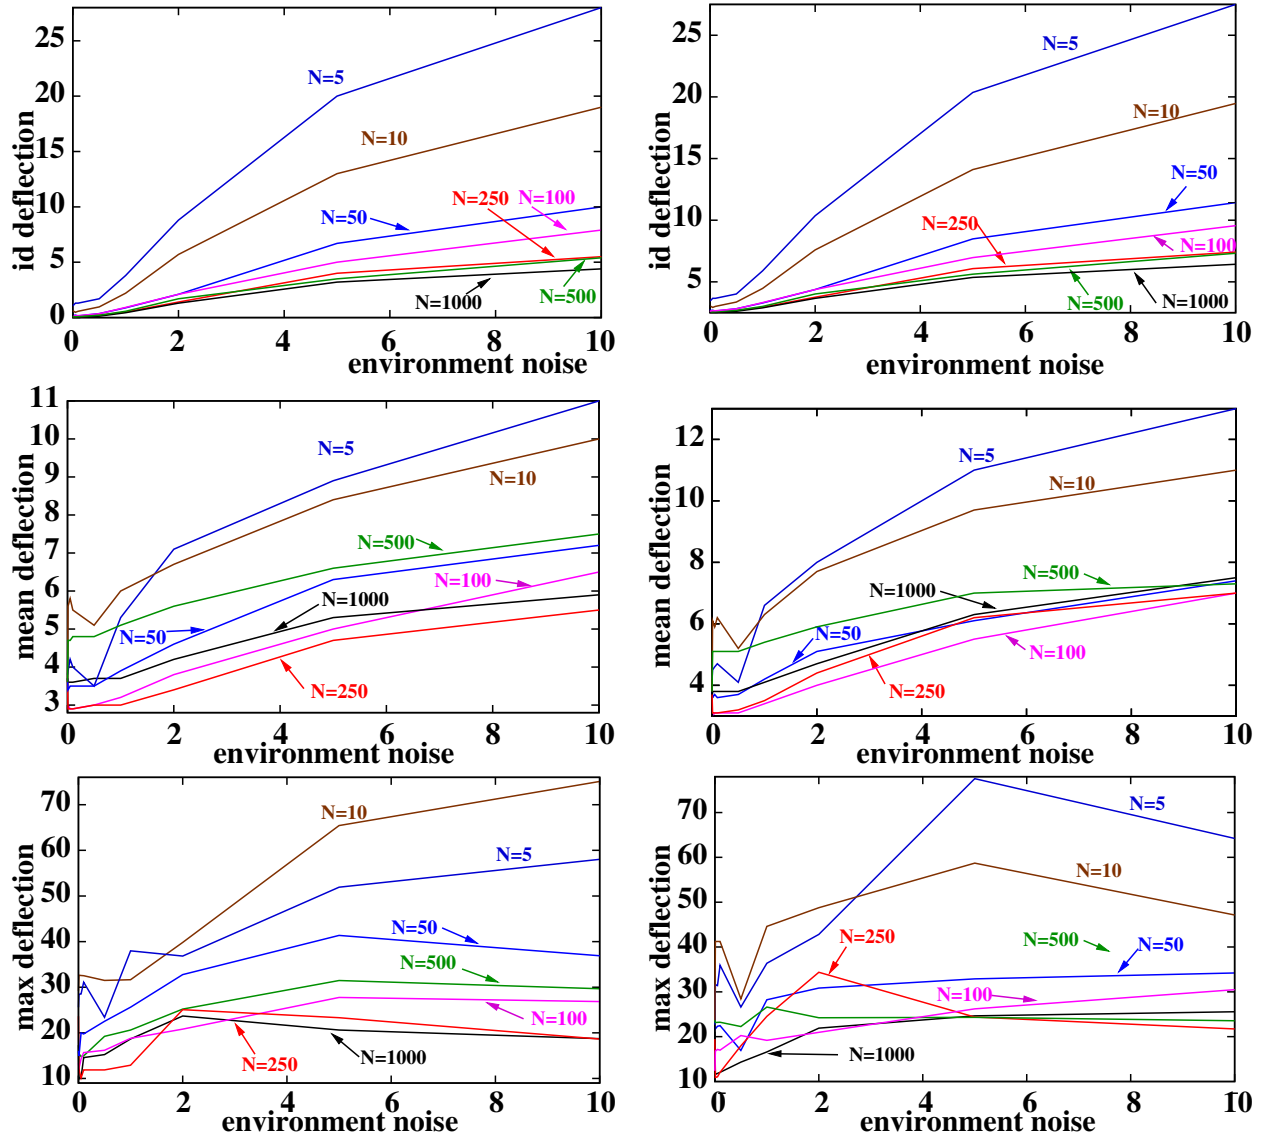 id deflection
25
20
15
10
5
0
N=5
N=10
N=250
N=100
N=50
N=1000
N=500
0 2 4 6 8 10
environment noise
id deflection
25
20
15
10
5
N=5
N=10
N=50
N=250
N=100
N=500
N=1000
0 2 4 6 8 10
environment noise
mean deflection
11
10
9
8
7
6
5
4
3
N=5
N=10
N=500
N=100
N=1000
N=50
N=250
0 2 4 6 8 10
environment noise
mean deflection
12
10
8
6
4
N=5
N=10
N=500
N=1000
N=50
N=100
N=250
0 2 4 6 8 10
environment noise
max deflection
70
60
50
40
30
20
10
N=10
N=5
N=50
N=500
N=100
N=250
N=1000
0 2 4 6 8 10
environment noise
max deflection
70
60
50
40
30
20
10
N=5
N=10
N=250
N=500
N=50
N=100
N=1000
0 2 4 6 8 10
environment noise